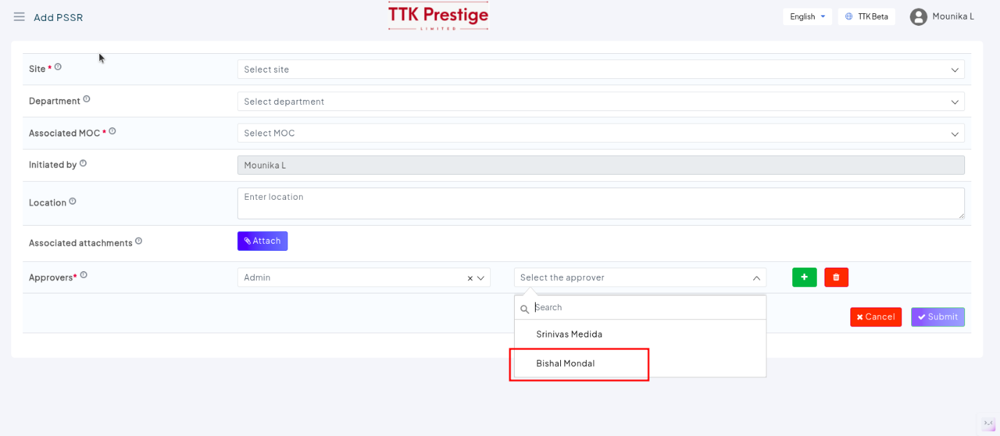 Add PSSR
TTK Prestige
LIMITED
English
TTK Beta
Mounika L
Site *
Select site
Department
Select department
Associated MOC *
Select MOC
Initiated by
Mounika L
Location
Enter location
Associated attachments
Attach
Approvers*
Admin
Select the approver
Search
Srinivas Medida
Bishal Mondal
Cancel
Submit